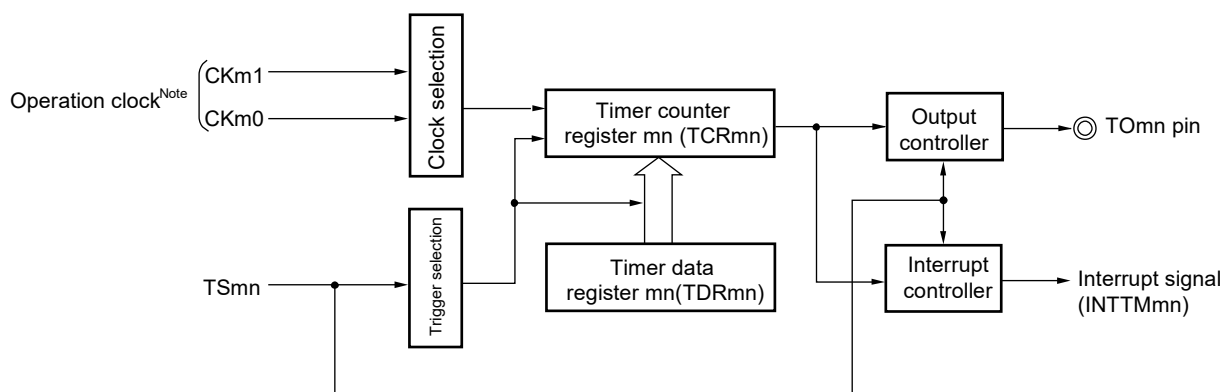 Operation clockNote
CKm1
CKm0
Clock selection
Timer counter
register mn (TCRmn)
Output
controller
TOmn pin
TSmn
Trigger selection
Timer data
register mn(TDRmn)
Interrupt
controller
Interrupt signal
(INTTMmn)